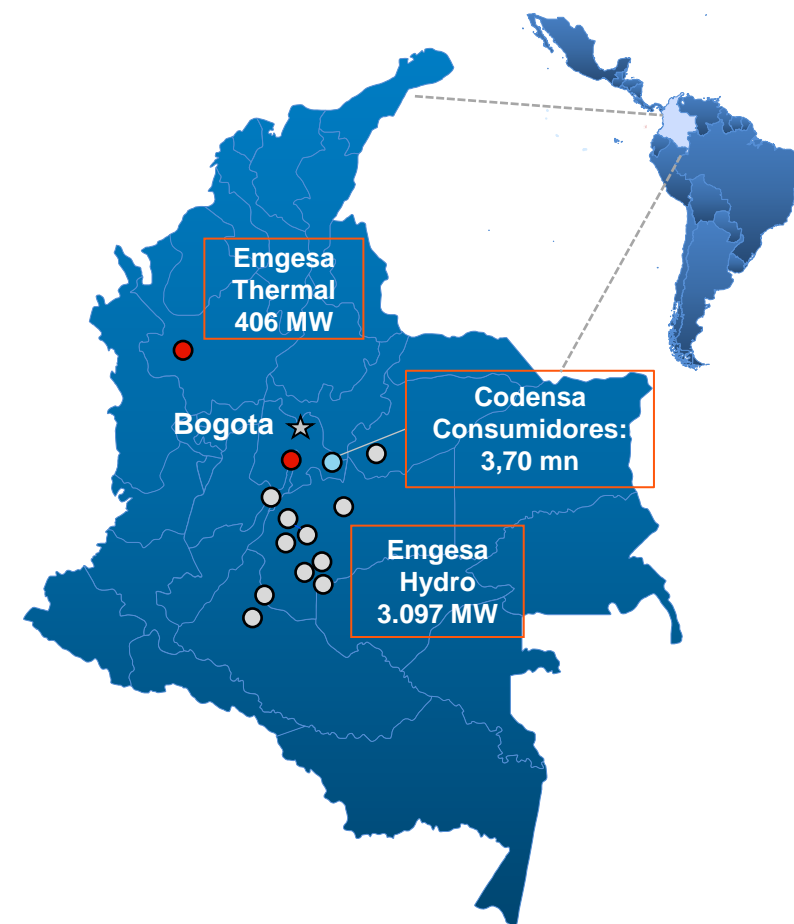 Emgesa
Thermal
406 MW
Bogota
Codensa
Consumidores:
3,70 mn
Emgesa
Hydro
3.097 MW